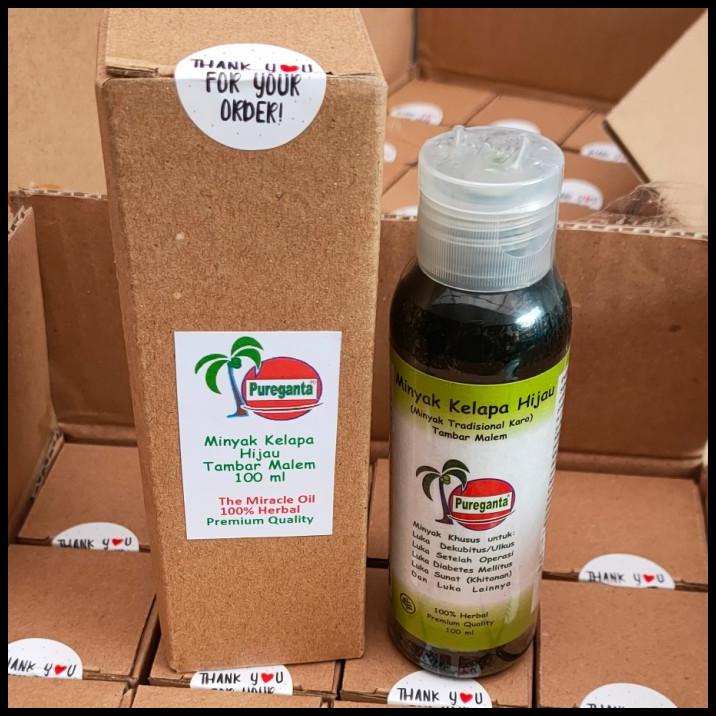 THANK YOU
FOR YOUR
ORDER!
Pureganta
Minyak Kelapa
Hijau
Tambar Malem
100 ml
The Miracle Oil
100% Herbal
Premium Quality
Minyak Kelapa Hijau
(Minyak Tradisional Karo)
Tambar Malem
Pureganta
Minyak Khusus untuk:
Luka Dekubitus/Ulkus
Luka Setelah Operasi
Luka Diabetes Mellitus
Luka Sunat (Khitanan)
Dan Luka Lainnya
100% Herbal
Premium Quality
100 ml
THANK YOU
THANK YOU
THANK YOU
THANK YOU
FOR YOUR
THANK YOU